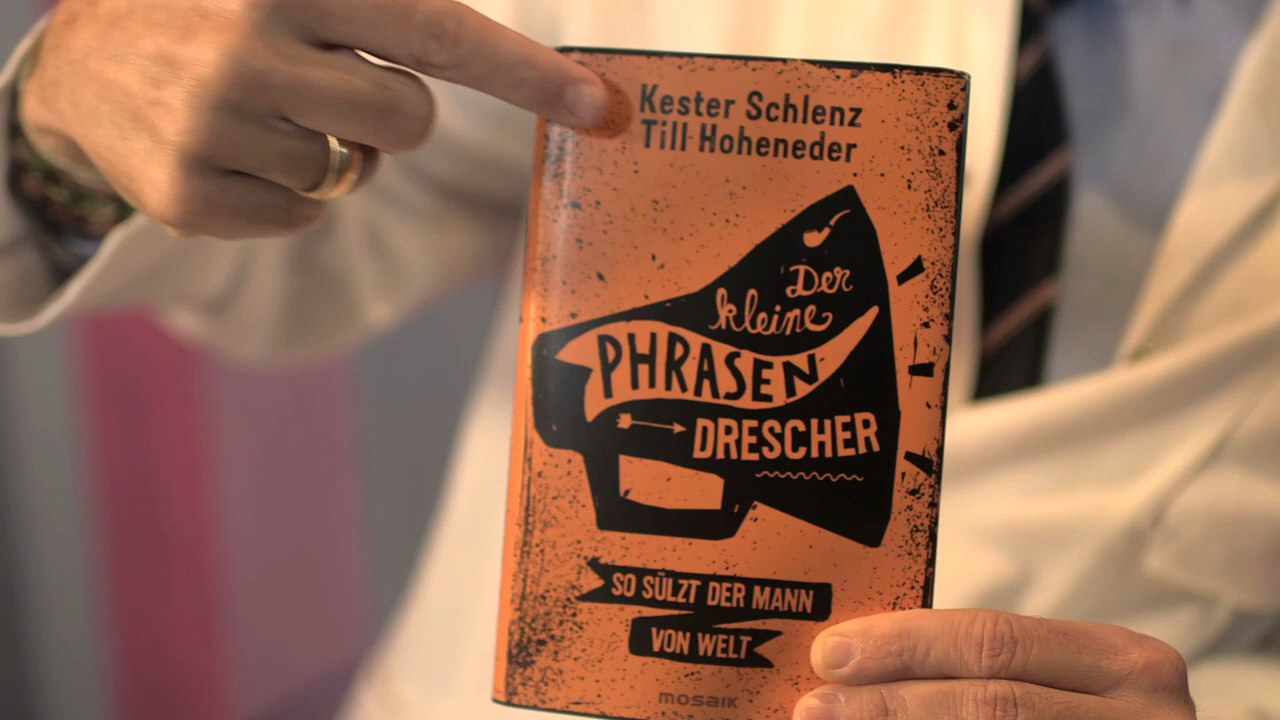 Kester Schlenz
Till Hoheneder
Der
kleine
PHRASEN
DRESCHER
SO SÜLZT DER MANN
VON WELT
mosaik